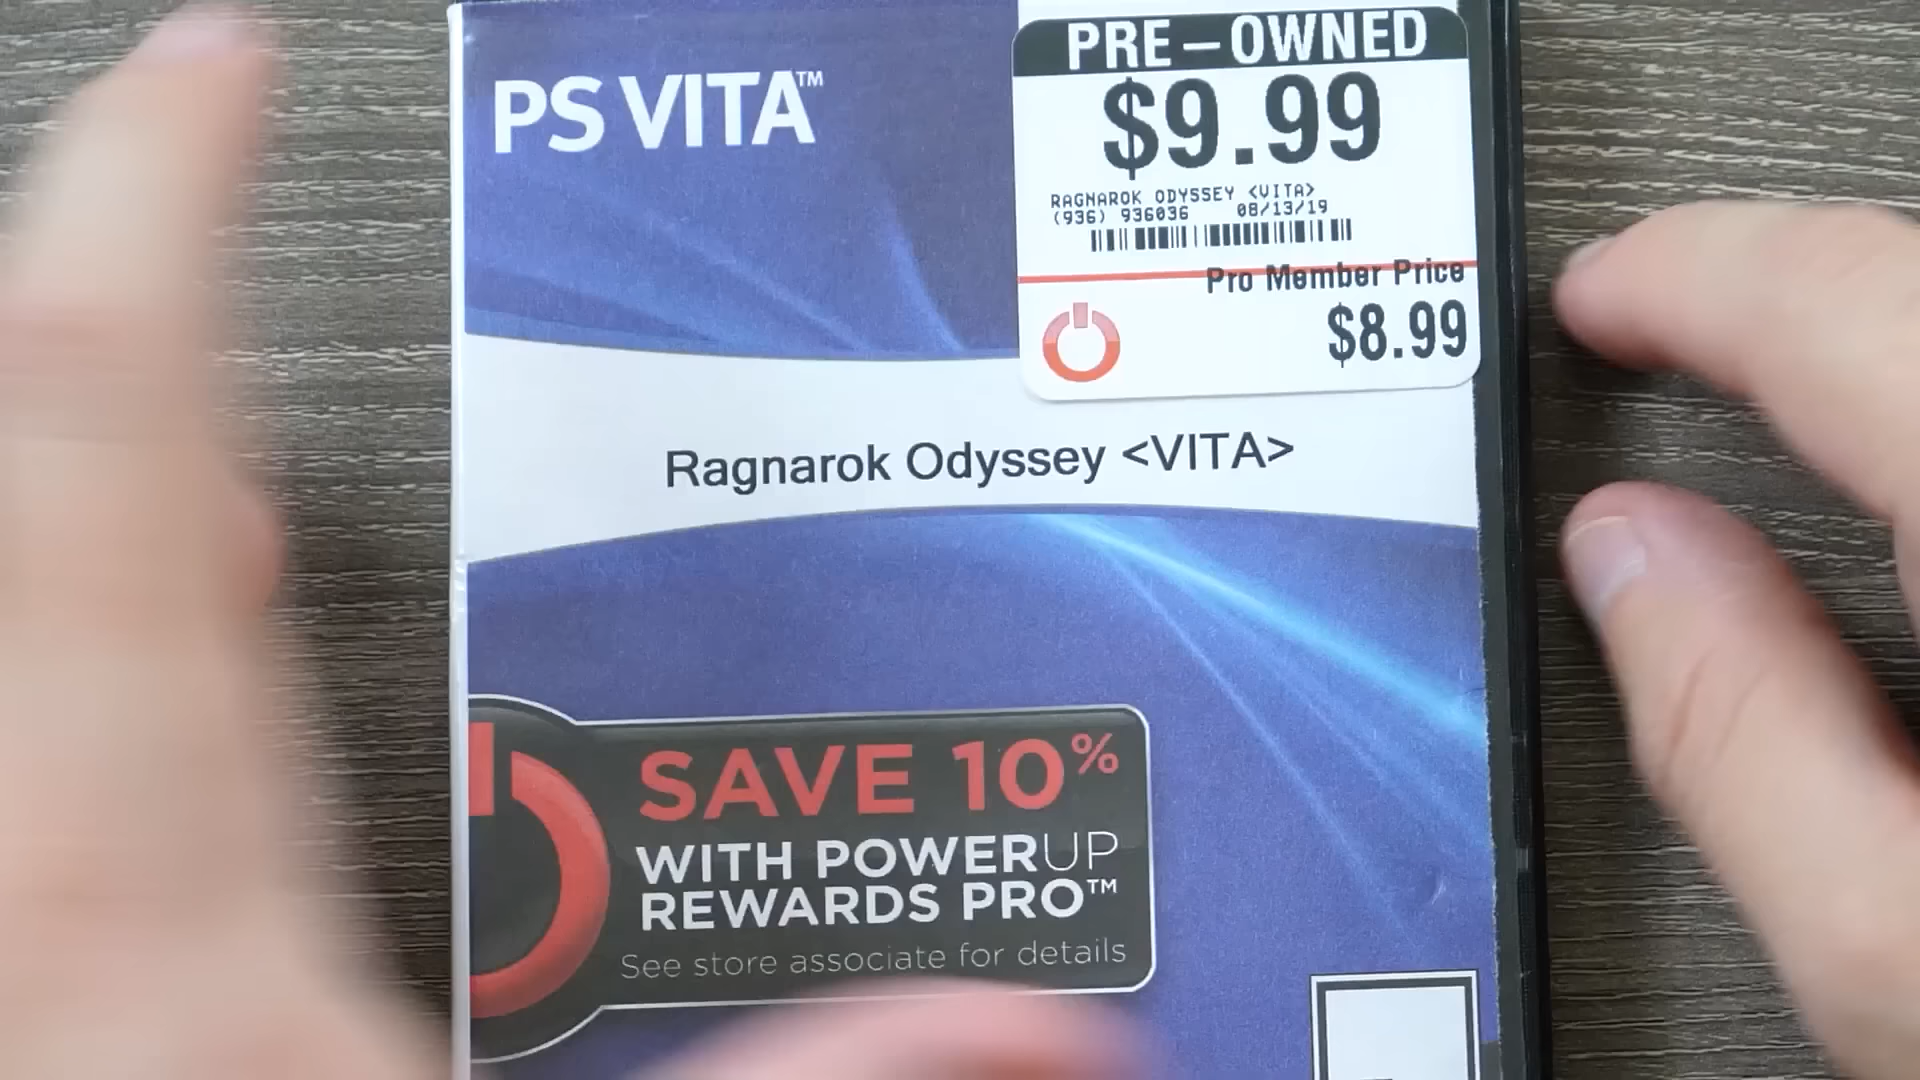 PS VITA™
PRE-OWNED
$9.99
RAGNAROK ODYSSEY <VITA>
(936) 936036 08/13/19
Pro Member Price
$8.99
Ragnarok Odyssey <VITA>
SAVE 10%
WITH POWERUP
REWARDS PRO™
See store associate for details